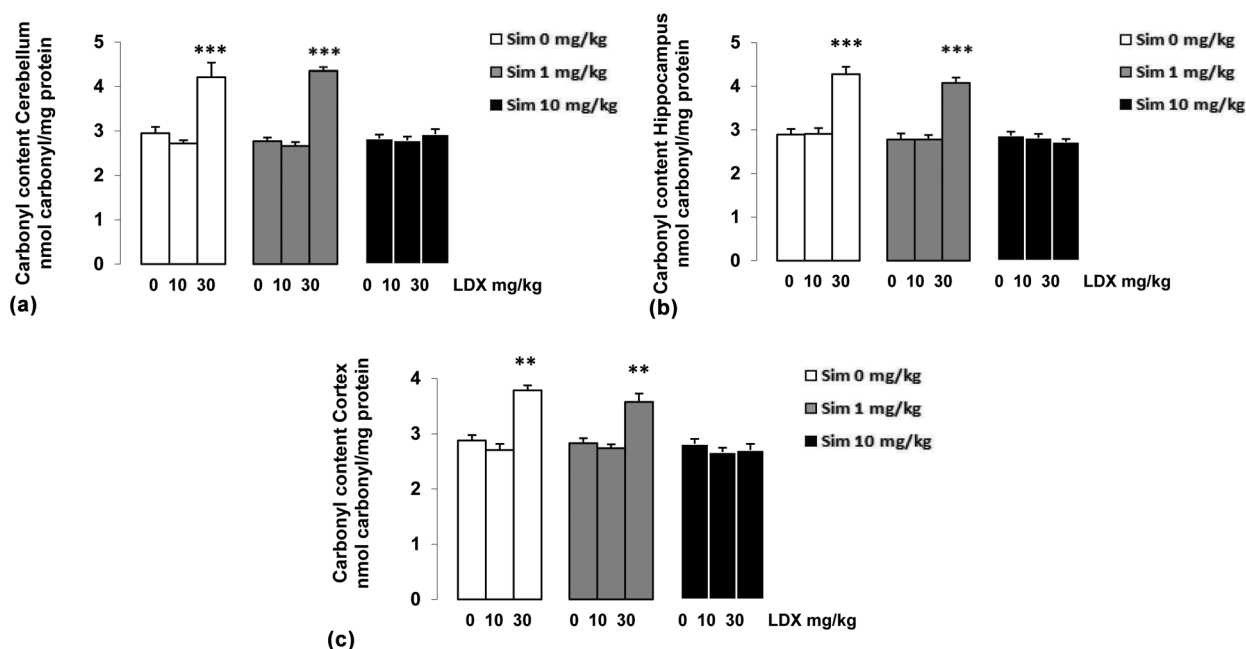 Carbonyl content Cerebellum
nmol carbonyl/mg protein
5
4
3
2
1
0
***
***
Sim 0 mg/kg
Sim 1 mg/kg
Sim 10 mg/kg
0 10 30 0 10 30 0 10 30 LDX mg/kg
(a)
Carbonyl content Hippocampus
nmol carbonyl/mg protein
5
4
3
2
1
0
***
***
Sim 0 mg/kg
Sim 1 mg/kg
Sim 10 mg/kg
0 10 30 0 10 30 0 10 30 LDX mg/kg
(b)
Carbonyl content Cortex
nmol carbonyl/mg protein
4
3
2
1
0
**
**
Sim 0 mg/kg
Sim 1 mg/kg
Sim 10 mg/kg
0 10 30 0 10 30 0 10 30 LDX mg/kg
(c)